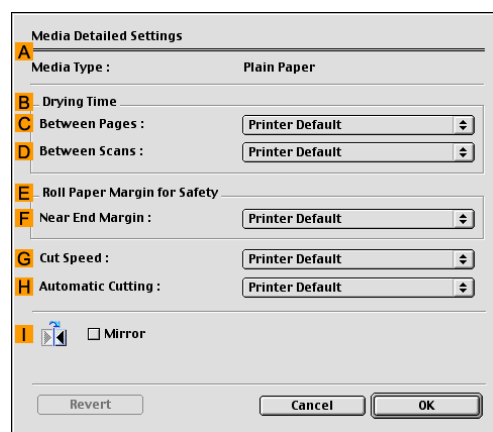 Media Detailed Settings
A
Media Type : Plain Paper
B Drying Time
C Between Pages : Printer Default
D Between Scans : Printer Default
E Roll Paper Margin for Safety
F Near End Margin : Printer Default
G Cut Speed : Printer Default
H Automatic Cutting : Printer Default
I Mirror
Revert Cancel OK